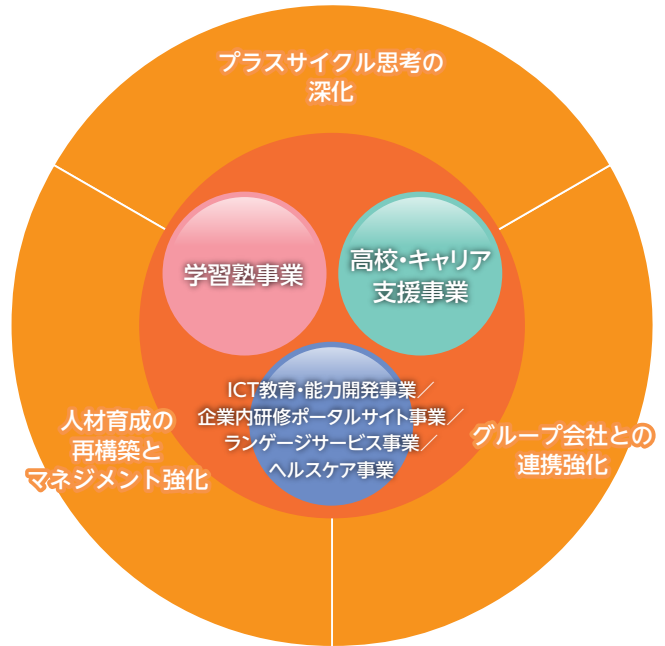 プラスサイクル思考の
深化
学習塾事業
高校・キャリア
支援事業
ICT教育・能力開発事業／
企業内研修ポータルサイト事業／
ランゲージサービス事業／
ヘルスケア事業
人材育成の
再構築と
マネジメント強化
グループ会社との
連携強化